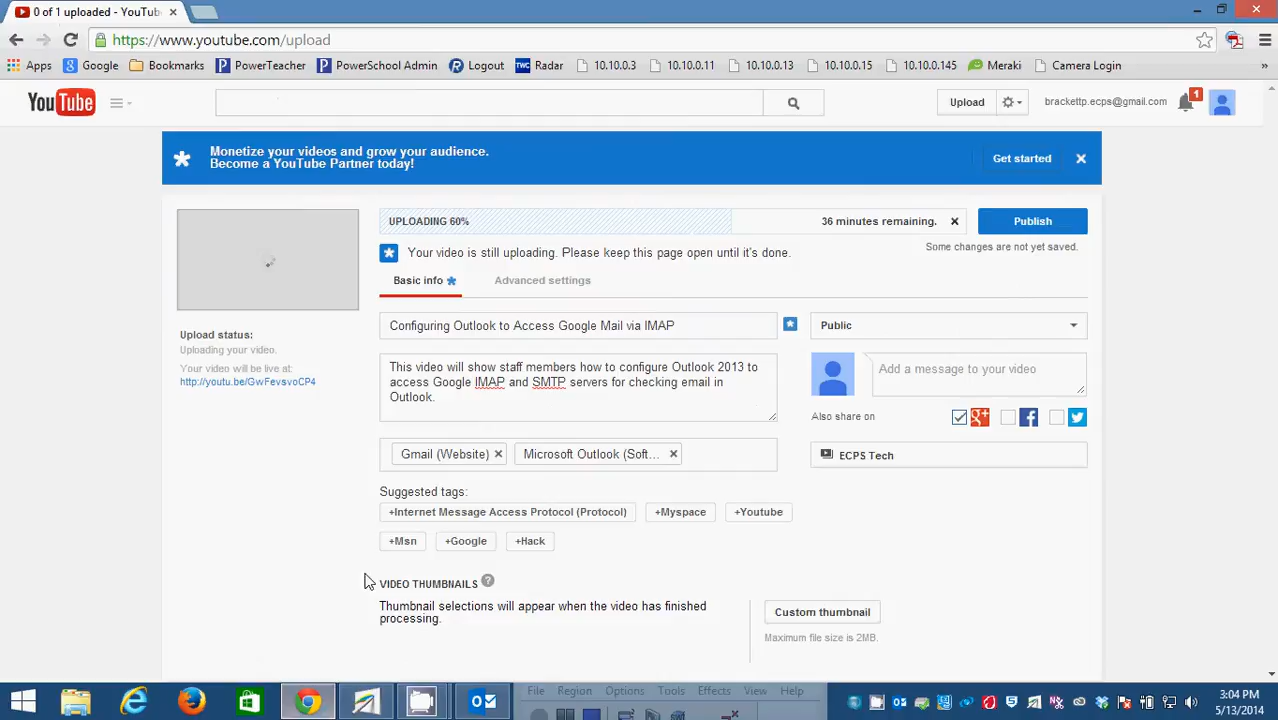 0 of 1 uploaded - YouTub
https://www.youtube.com/upload
Apps Google Bookmarks PowerTeacher PowerSchool Admin Logout TWC Radar 10.10.0.3 10.10.0.11 10.10.0.13 10.10.0.15 10.10.0.145 Meraki Camera Login »
YouTube Upload brackettp.ecps@gmail.com 1
Monetize your videos and grow your audience.
Become a YouTube Partner today!
Get started
UPLOADING 60% 36 minutes remaining. Publish
Your video is still uploading. Please keep this page open until it's done. Some changes are not yet saved.
Basic info Advanced settings
Upload status:
Uploading your video.
Your video will be live at:
http://youtu.be/GwFevsvoCP4
Configuring Outlook to Access Google Mail via IMAP
Public
This video will show staff members how to configure Outlook 2013 to
access Google IMAP and SMTP servers for checking email in
Outlook.
Add a message to your video
Also share on
Gmail (Website) Microsoft Outlook (Soft...
ECPS Tech
Suggested tags:
+Internet Message Access Protocol (Protocol) +Myspace +Youtube
+Msn +Google +Hack
VIDEO THUMBNAILS ?
Thumbnail selections will appear when the video has finished
processing.
Custom thumbnail
Maximum file size is 2MB.
File Region Options Tools Effects View Help
3:04 PM
5/13/2014